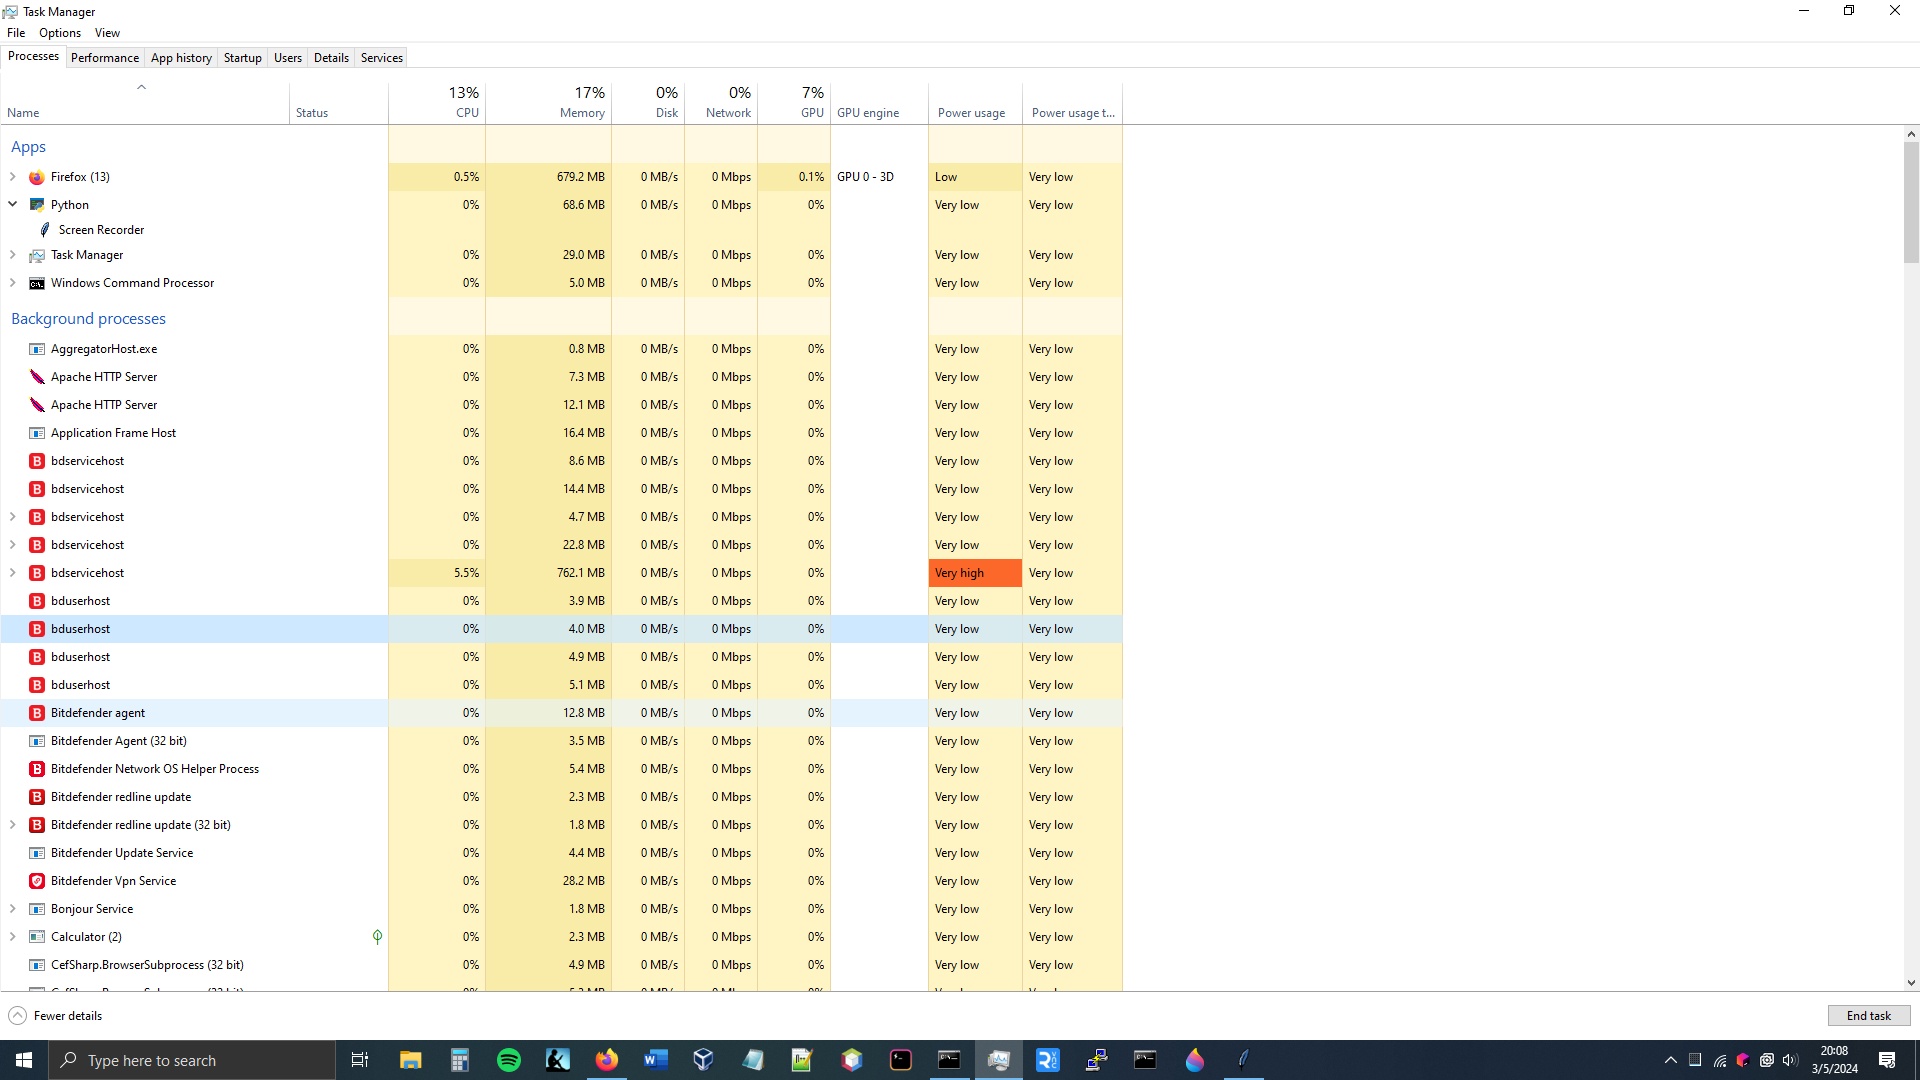 Task Manager
File Options View
Processes Performance App history Startup Users Details Services
13% 17% 0% 0% 7%
Name Status CPU Memory Disk Network GPU GPU engine Power usage Power usage t...
Apps
Firefox (13) 0.5% 679.2 MB 0 MB/s 0 Mbps 0.1% GPU 0 - 3D Low Very low
Python 0% 68.6 MB 0 MB/s 0 Mbps 0% Very low Very low
Screen Recorder
Task Manager 0% 29.0 MB 0 MB/s 0 Mbps 0% Very low Very low
Windows Command Processor 0% 5.0 MB 0 MB/s 0 Mbps 0% Very low Very low
Background processes
AggregatorHost.exe 0% 0.8 MB 0 MB/s 0 Mbps 0% Very low Very low
Apache HTTP Server 0% 7.3 MB 0 MB/s 0 Mbps 0% Very low Very low
Apache HTTP Server 0% 12.1 MB 0 MB/s 0 Mbps 0% Very low Very low
Application Frame Host 0% 16.4 MB 0 MB/s 0 Mbps 0% Very low Very low
bdservicehost 0% 8.6 MB 0 MB/s 0 Mbps 0% Very low Very low
bdservicehost 0% 14.4 MB 0 MB/s 0 Mbps 0% Very low Very low
bdservicehost 0% 4.7 MB 0 MB/s 0 Mbps 0% Very low Very low
bdservicehost 0% 22.8 MB 0 MB/s 0 Mbps 0% Very low Very low
bdservicehost 5.5% 762.1 MB 0 MB/s 0 Mbps 0% Very high Very low
bduserhost 0% 3.9 MB 0 MB/s 0 Mbps 0% Very low Very low
bduserhost 0% 4.0 MB 0 MB/s 0 Mbps 0% Very low Very low
bduserhost 0% 4.9 MB 0 MB/s 0 Mbps 0% Very low Very low
bduserhost 0% 5.1 MB 0 MB/s 0 Mbps 0% Very low Very low
Bitdefender agent 0% 12.8 MB 0 MB/s 0 Mbps 0% Very low Very low
Bitdefender Agent (32 bit) 0% 3.5 MB 0 MB/s 0 Mbps 0% Very low Very low
Bitdefender Network OS Helper Process 0% 5.4 MB 0 MB/s 0 Mbps 0% Very low Very low
Bitdefender redline update 0% 2.3 MB 0 MB/s 0 Mbps 0% Very low Very low
Bitdefender redline update (32 bit) 0% 1.8 MB 0 MB/s 0 Mbps 0% Very low Very low
Bitdefender Update Service 0% 4.4 MB 0 MB/s 0 Mbps 0% Very low Very low
Bitdefender Vpn Service 0% 28.2 MB 0 MB/s 0 Mbps 0% Very low Very low
Bonjour Service 0% 1.8 MB 0 MB/s 0 Mbps 0% Very low Very low
Calculator (2) 0% 2.3 MB 0 MB/s 0 Mbps 0% Very low Very low
CefSharp.BrowserSubprocess (32 bit) 0% 4.9 MB 0 MB/s 0 Mbps 0% Very low Very low
Fewer details End task
Type here to search
20:08
3/5/2024